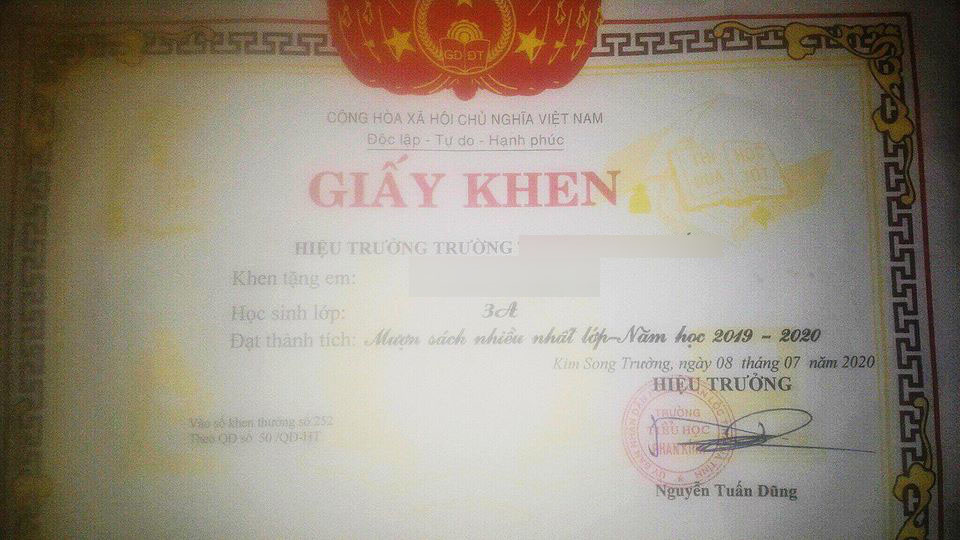 GD ĐT
CỘNG HÒA XÃ HỘI CHỦ NGHĨA VIỆT NAM
Độc lập - Tự do - Hạnh phúc
GIẤY KHEN
HIỆU TRƯỞNG TRƯỜNG
Khen tặng em:
Học sinh lớp: 3A
Đạt thành tích: Mượn sách nhiều nhất lớp-Năm học 2019 - 2020
Kim Song Trường, ngày 08 tháng 07 năm 2020
HIỆU TRƯỞNG
Vào sổ khen thưởng số 252
Theo QĐ số 50 /QĐ-HT
TRƯỜNG
TIỂU HỌC
Nguyễn Tuấn Dũng